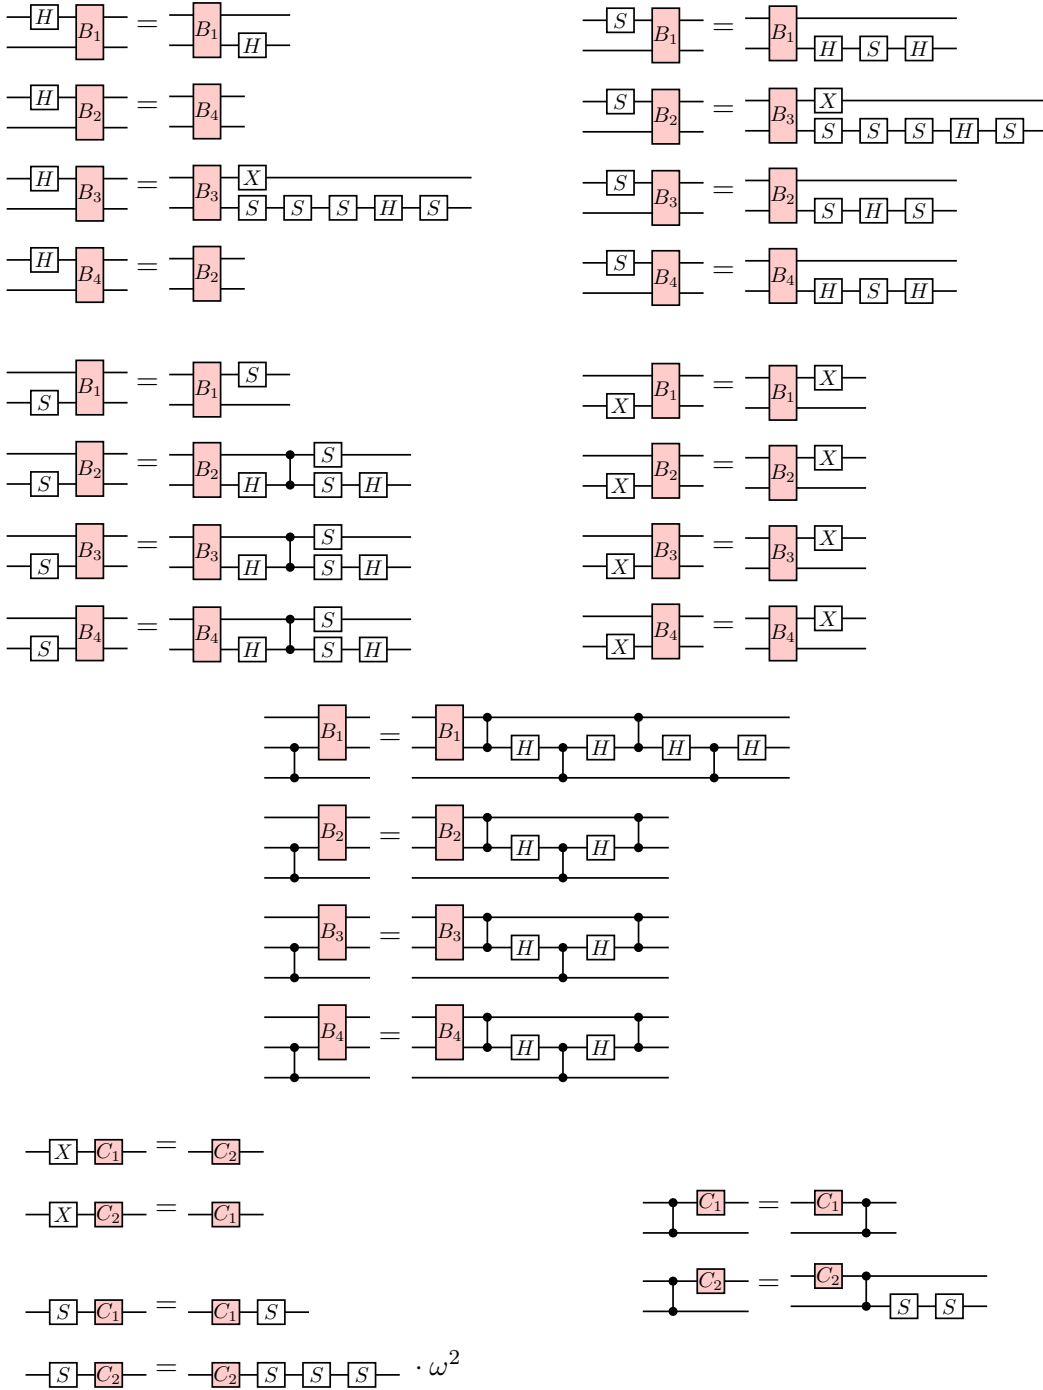 H B₁ = B₁ H
H B₂ = B₄
H B₃ = B₃ X S S S H S
H B₄ = B₂
S B₁ = B₁ H S H
S B₂ = B₃ X S S S H S
S B₃ = B₂ S H S
S B₄ = B₄ H S H
S B₁ = B₁ S
S B₂ = B₂ H S S H
S B₃ = B₃ H S S H
S B₄ = B₄ H S S H
X B₁ = B₁ X
X B₂ = B₂ X
X B₃ = B₃ X
X B₄ = B₄ X
B₁ = B₁ H H H H
B₂ = B₂ H H
B₃ = B₃ H H
B₄ = B₄ H H
X C₁ = C₂
X C₂ = C₁
S C₁ = C₁ S
S C₂ = C₂ S S S · ω²
C₁ = C₁
C₂ = C₂ S S